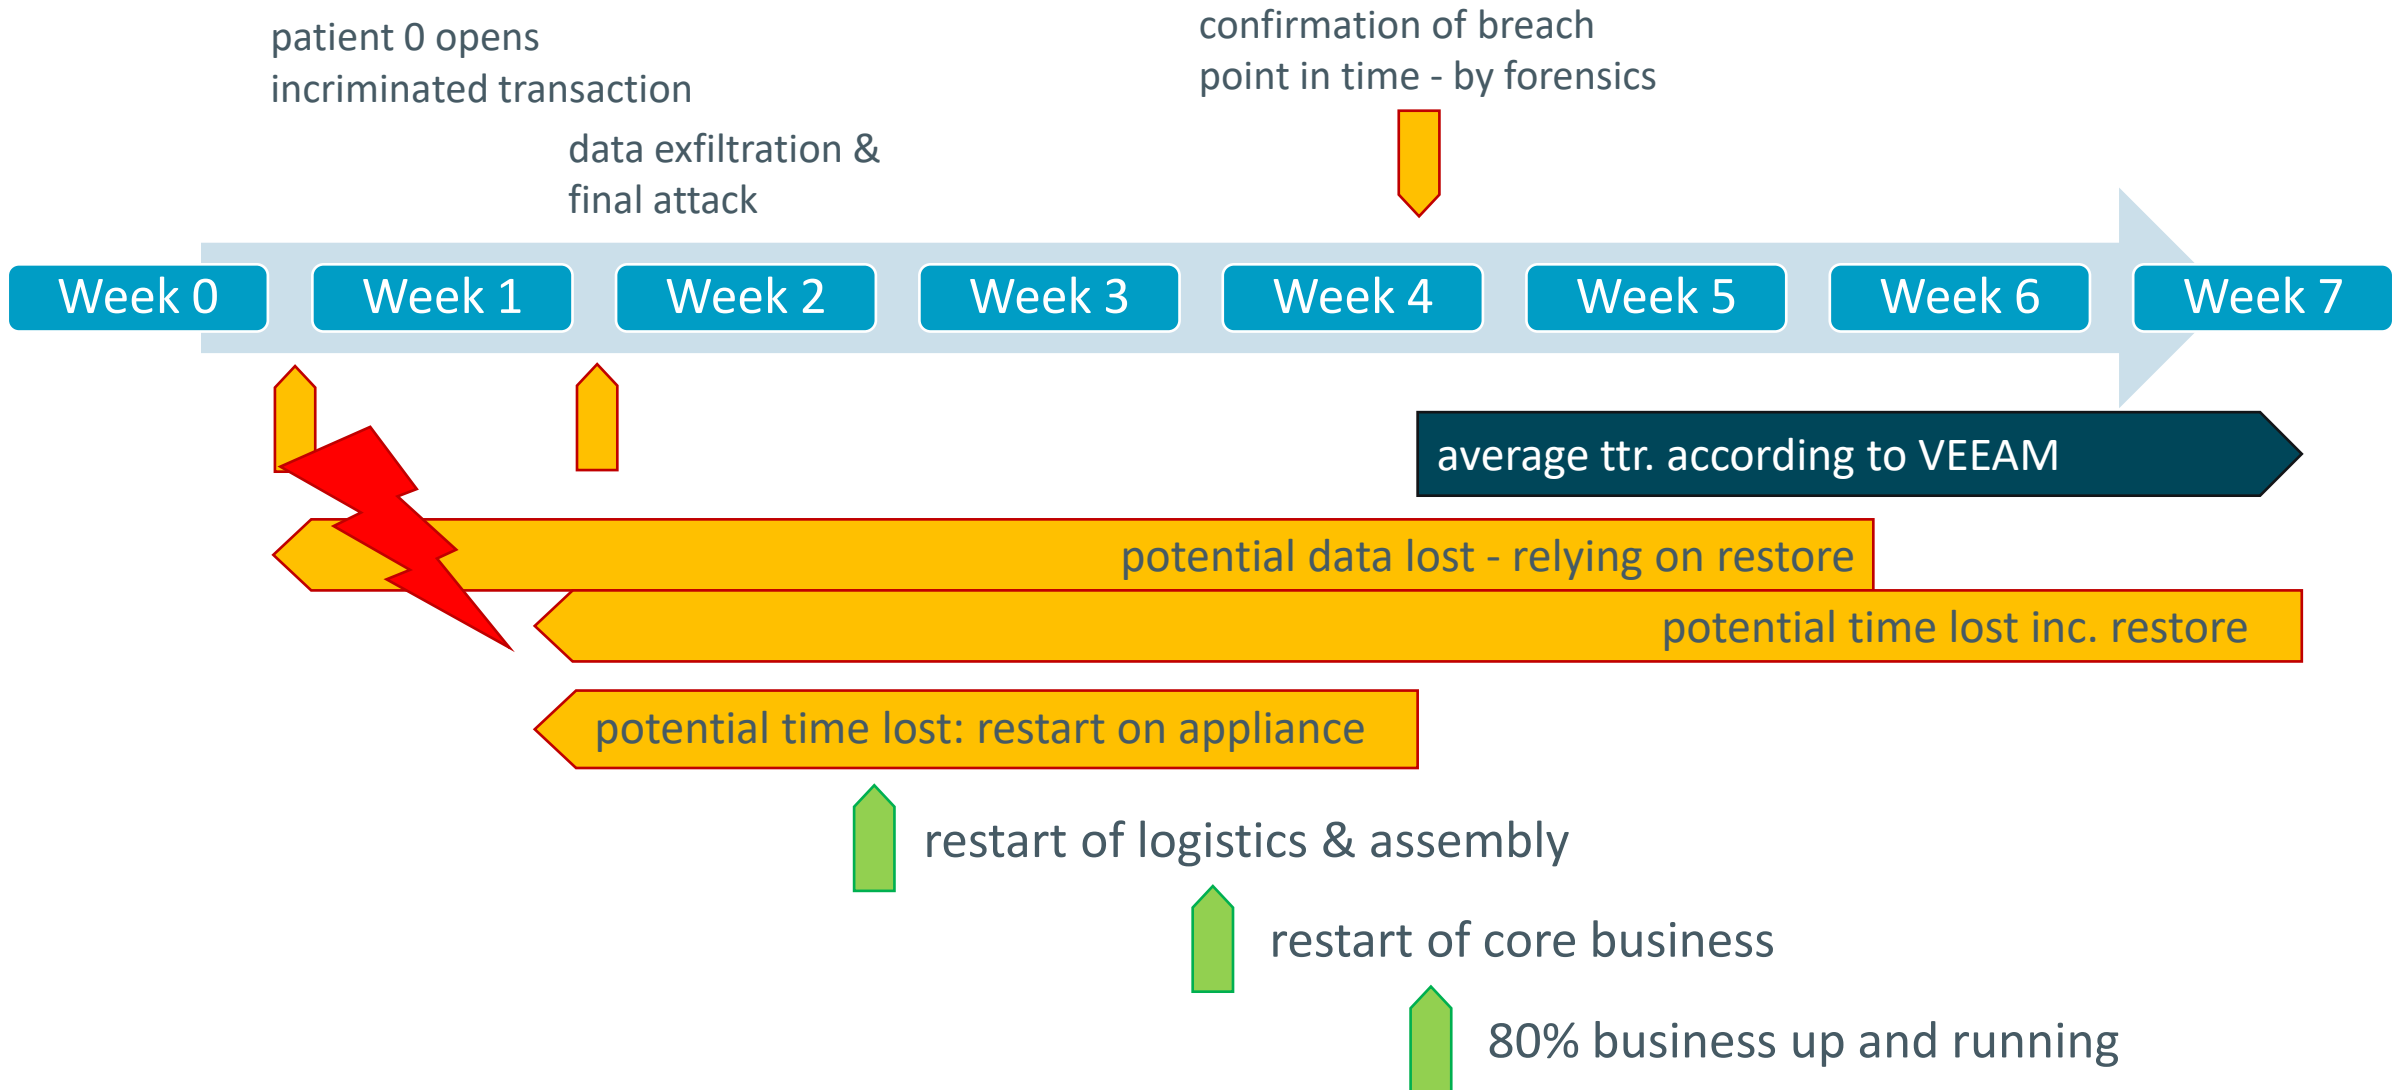 patient 0 opens
incriminated transaction
data exfiltration &
final attack
confirmation of breach
point in time - by forensics
Week 0
Week 1
Week 2
Week 3
Week 4
Week 5
Week 6
Week 7
average ttr. according to VEEAM
potential data lost - relying on restore
potential time lost inc. restore
potential time lost: restart on appliance
restart of logistics & assembly
restart of core business
80% business up and running